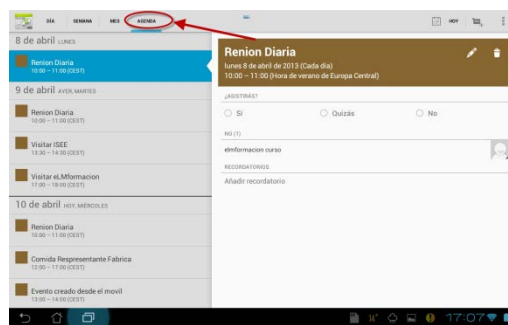 DÍA SEMANA MES AGENDA HOY
8 de abril LUNES
Renion Diaria
10:00 – 11:00 (CEST)
9 de abril AYER, MARTES
Renion Diaria
10:00 – 11:00 (CEST)
Visitar ISEE
13:30 – 14:30 (CEST)
Visitar eLMformacion
17:00 – 18:00 (CEST)
10 de abril HOY, MIÉRCOLES
Renion Diaria
10:00 – 11:00 (CEST)
Comida Respresentante Fabrica
12:00 – 17:00 (CEST)
Evento creado desde el movil
13:00 – 14:00 (CEST)
Renion Diaria
lunes 8 de abril de 2013 (Cada día)
10:00 – 11:00 (Hora de verano de Europa Central)
¿ASISTIRÁS?
Sí Quizás No
NO (1)
elmformacion curso
RECORDATORIOS
Añadir recordatorio
17:07